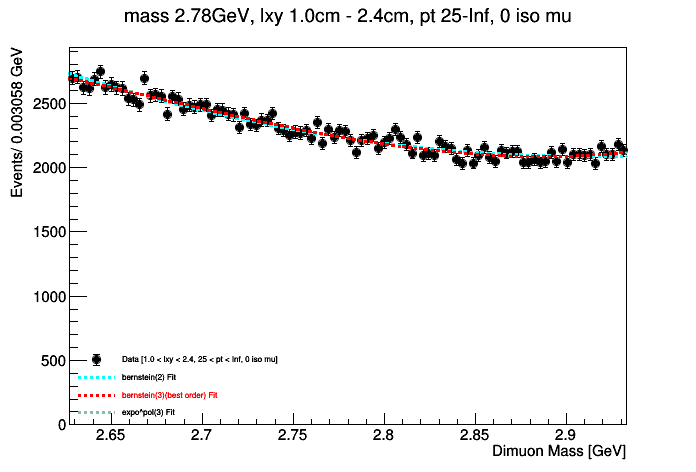 mass 2.78GeV, lxy 1.0cm - 2.4cm, pt 25-Inf, 0 iso mu
Events/ 0.003058 GeV
2500
2000
1500
1000
500
0
Data [1.0 < lxy < 2.4, 25 < pt < Inf, 0 iso mu]
bernstein(2) Fit
bernstein(3)(best order) Fit
expo*pol(3) Fit
2.65 2.7 2.75 2.8 2.85 2.9
Dimuon Mass [GeV]